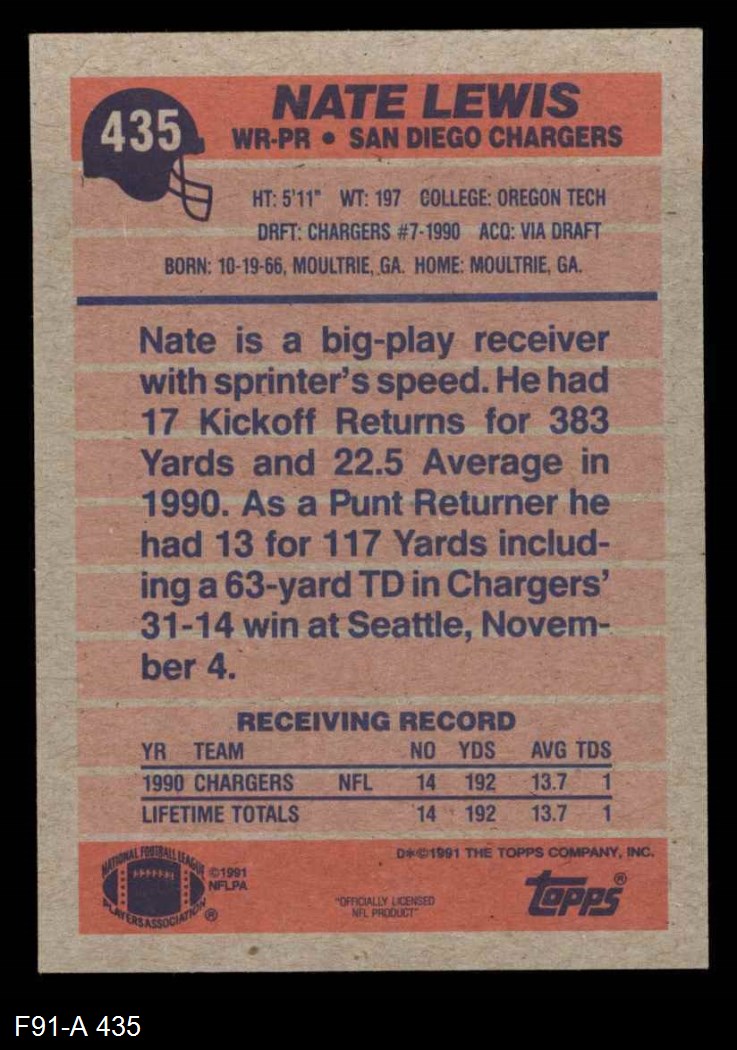 435
NATE LEWIS
WR-PR • SAN DIEGO CHARGERS
HT: 5'11" WT: 197 COLLEGE: OREGON TECH
DRFT: CHARGERS #7-1990 ACQ: VIA DRAFT
BORN: 10-19-66, MOULTRIE, GA. HOME: MOULTRIE, GA.
Nate is a big-play receiver
with sprinter's speed. He had
17 Kickoff Returns for 383
Yards and 22.5 Average in
1990. As a Punt Returner he
had 13 for 117 Yards includ-
ing a 63-yard TD in Chargers'
31-14 win at Seattle, Novem-
ber 4.
RECEIVING RECORD
YR TEAM NO YDS AVG TDS
1990 CHARGERS NFL 14 192 13.7 1
LIFETIME TOTALS 14 192 13.7 1
NATIONAL FOOTBALL LEAGUE
PLAYERS ASSOCIATION ®
©1991
NFLPA
D*©1991 THE TOPPS COMPANY, INC.
"OFFICIALLY LICENSED
NFL PRODUCT"
topps®
F91-A 435